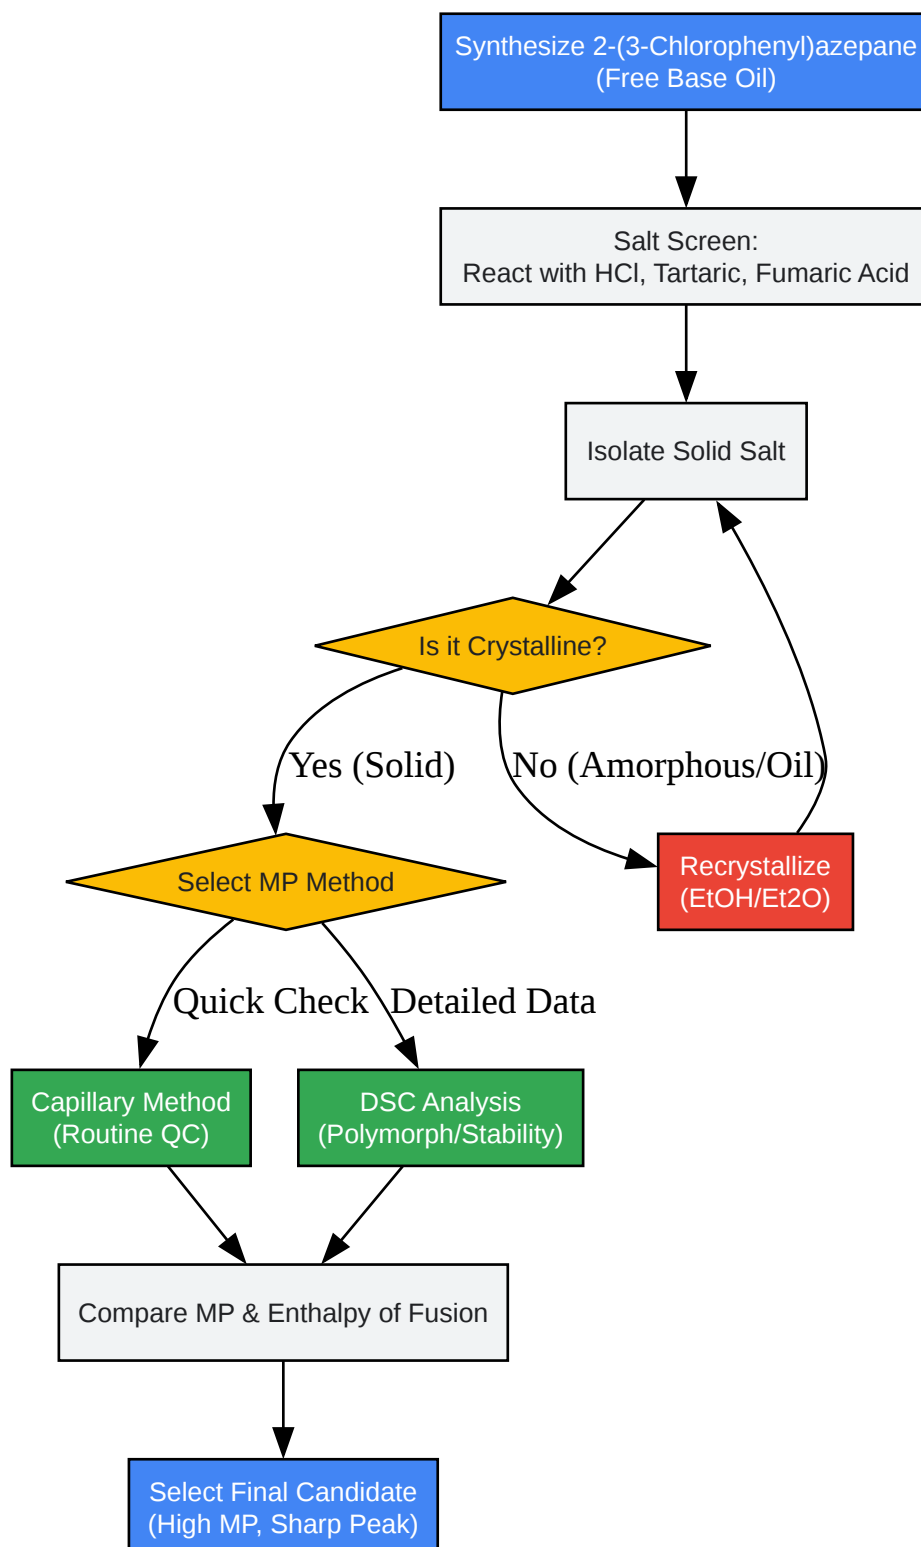 Synthesize 2-(3-Chlorophenyl)azepane
(Free Base Oil)
Salt Screen:
React with HCl, Tartaric, Fumaric Acid
Isolate Solid Salt
Is it Crystalline?
Yes (Solid)
No (Amorphous/Oil)
Select MP Method
Recrystallize
(EtOH/Et2O)
Quick Check
Detailed Data
Capillary Method
(Routine QC)
DSC Analysis
(Polymorph/Stability)
Compare MP & Enthalpy of Fusion
Select Final Candidate
(High MP, Sharp Peak)